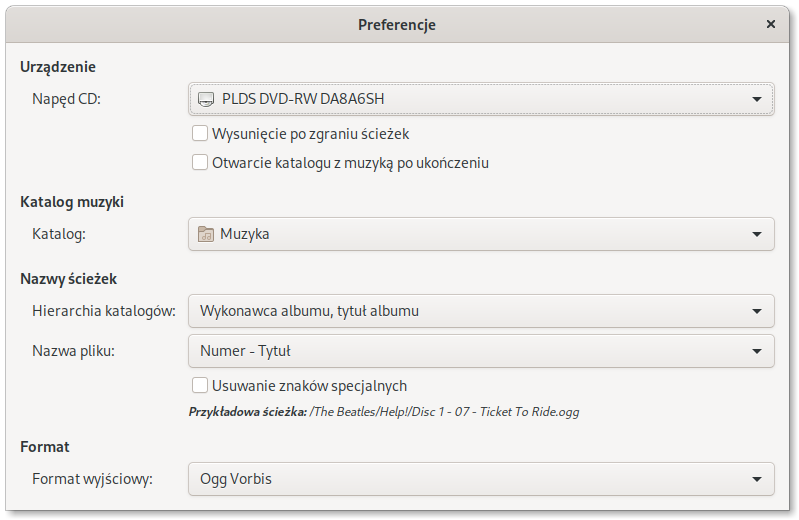 Preferencje
Urządzenie
Napęd CD: PLDS DVD-RW DA8A6SH
Wysunięcie po zgraniu ścieżek
Otwarcie katalogu z muzyką po ukończeniu
Katalog muzyki
Katalog: Muzyka
Nazwy ścieżek
Hierarchia katalogów: Wykonawca albumu, tytuł albumu
Nazwa pliku: Numer - Tytuł
Usuwanie znaków specjalnych
Przykładowa ścieżka: /The Beatles/Help!/Disc 1 - 07 - Ticket To Ride.ogg
Format
Format wyjściowy: Ogg Vorbis